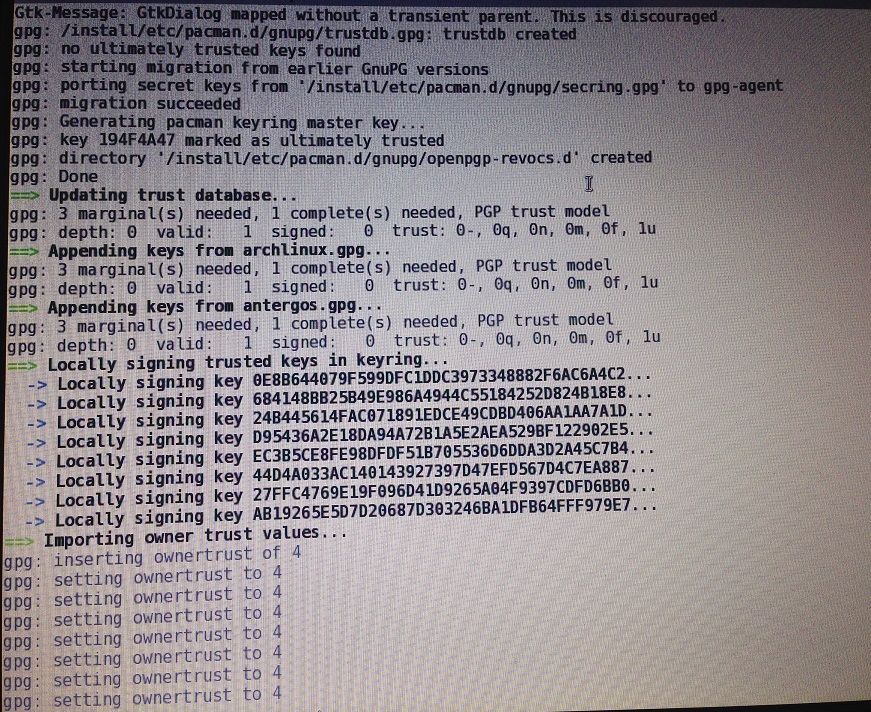 Gtk-Message: GtkDialog mapped without a transient parent. This is discouraged.
gpg: /install/etc/pacman.d/gnupg/trustdb.gpg: trustdb created
gpg: no ultimately trusted keys found
gpg: starting migration from earlier GnuPG versions
gpg: porting secret keys from '/install/etc/pacman.d/gnupg/secring.gpg' to gpg-agent
gpg: migration succeeded
gpg: Generating pacman keyring master key...
gpg: key 194F4A47 marked as ultimately trusted
gpg: directory '/install/etc/pacman.d/gnupg/openpgp-revocs.d' created
gpg: Done
==> Updating trust database...
gpg: 3 marginal(s) needed, 1 complete(s) needed, PGP trust model
gpg: depth: 0  valid:   1  signed:   0  trust: 0-, 0q, 0n, 0m, 0f, 1u
==> Appending keys from archlinux.gpg...
gpg: 3 marginal(s) needed, 1 complete(s) needed, PGP trust model
gpg: depth: 0  valid:   1  signed:   0  trust: 0-, 0q, 0n, 0m, 0f, 1u
==> Appending keys from antergos.gpg...
gpg: 3 marginal(s) needed, 1 complete(s) needed, PGP trust model
gpg: depth: 0  valid:   1  signed:   0  trust: 0-, 0q, 0n, 0m, 0f, 1u
==> Locally signing trusted keys in keyring...
-> Locally signing key 0E8B644079F599DFC1DDC3973348882F6AC6A4C2...
-> Locally signing key 684148BB25B49E986A4944C55184252D824B18E8...
-> Locally signing key 24B445614FAC071891EDCE49CDBD406AA1AA7A1D...
-> Locally signing key D95436A2E18DA94A72B1A5E2AEA529BF122902E5...
-> Locally signing key EC3B5CE8FE98DFDF51B705536D6DDA3D2A45C7B4...
-> Locally signing key 44D4A033AC140143927397D47EFD567D4C7EA887...
-> Locally signing key 27FFC4769E19F096D41D9265A04F9397CDFD6BB0...
-> Locally signing key AB19265E5D7D20687D303246BA1DFB64FFF979E7...
==> Importing owner trust values...
gpg: inserting ownertrust of 4
gpg: setting ownertrust to 4
gpg: setting ownertrust to 4
gpg: setting ownertrust to 4
gpg: setting ownertrust to 4
gpg: setting ownertrust to 4
gpg: setting ownertrust to 4
gpg: setting ownertrust to 4